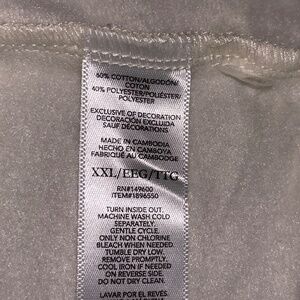 60% COTTON/ALGODON/
COTON
40% POLYESTER/POLIÉSTER/
POLYESTER
EXCLUSIVE OF DECORATION
DECORACIÓN EXCLUIDA
SAUF DÉCORATIONS
MADE IN CAMBODIA
HECHO EN CAMBOYA
FABRIQUÉ AU CAMBODGE
XXL/EEG/TTG
RN#149600
ITEM#1896550
TURN INSIDE OUT.
MACHINE WASH COLD
SEPARATELY.
GENTLE CYCLE.
ONLY NON CHLORINE
BLEACH WHEN NEEDED.
TUMBLE DRY LOW.
REMOVE PROMPTLY.
COOL IRON IF NEEDED
ON REVERSE SIDE.
DO NOT DRY CLEAN.
LAVAR POR EL REVÉS.